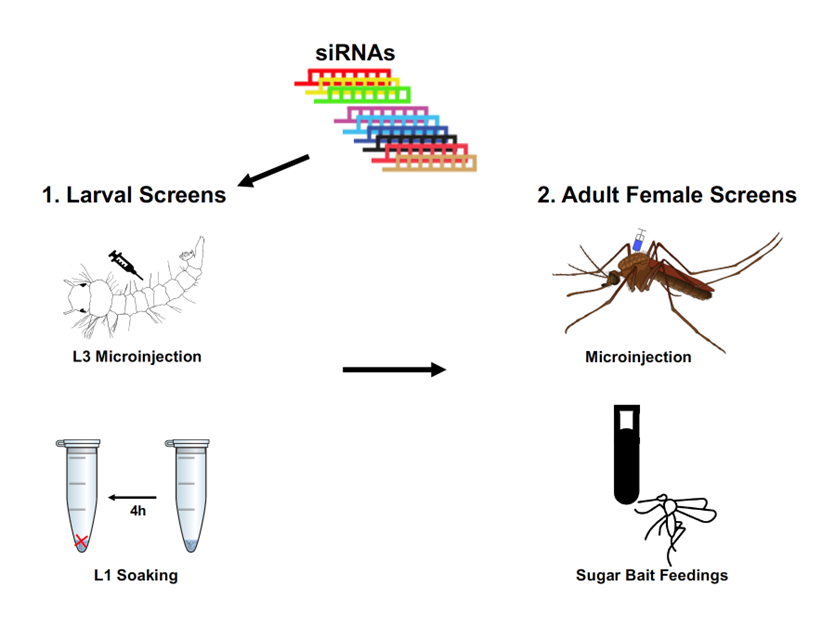 siRNAs
1. Larval Screens
2. Adult Female Screens
L3 Microinjection
Microinjection
4h
L1 Soaking
Sugar Bait Feedings